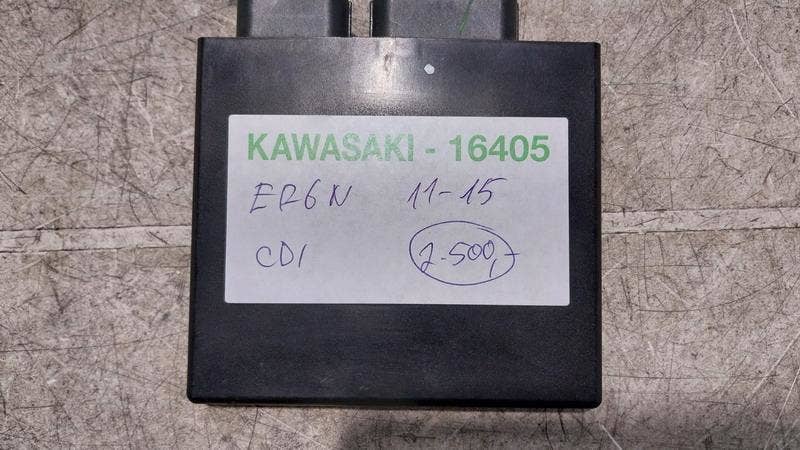 KAWASAKI - 16405
ER6N 11-15
CDI 2.500,-